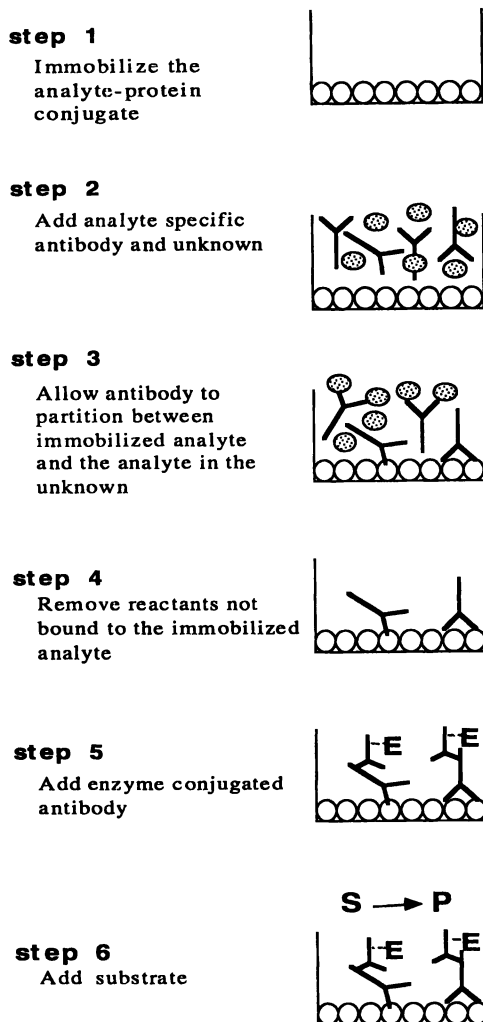 step 1
Immobilize the
analyte-protein
conjugate
step 2
Add analyte specific
antibody and unknown
step 3
Allow antibody to
partition between
immobilized analyte
and the analyte in the
unknown
step 4
Remove reactants not
bound to the immobilized
analyte
step 5
Add enzyme conjugated
antibody
E
E
S → P
step 6
Add substrate
E
E